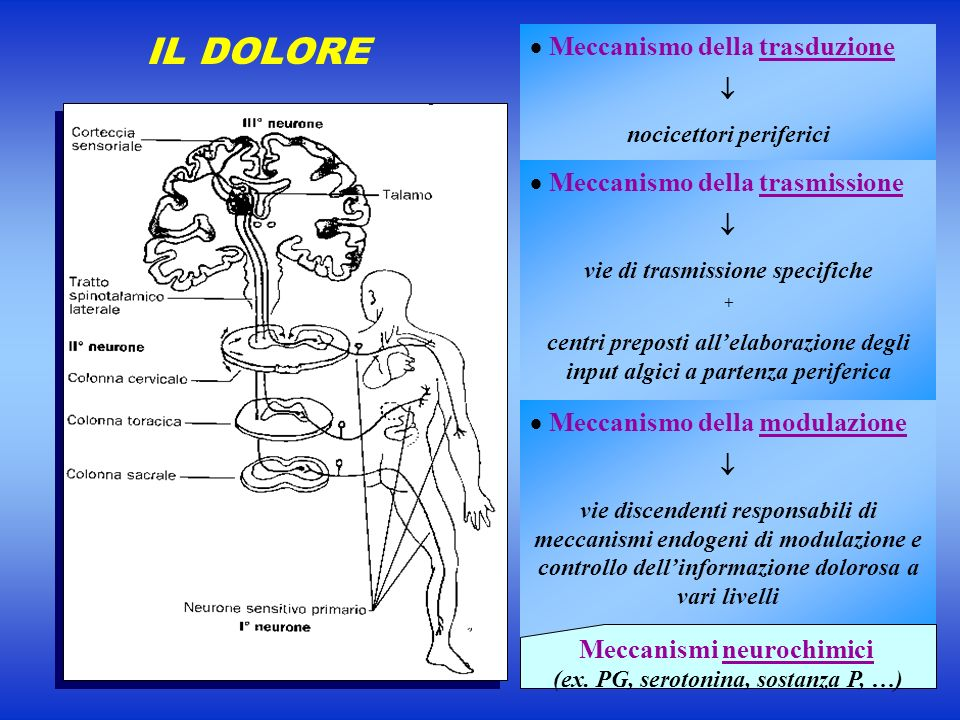 IL DOLORE
III° neurone
Corteccia
sensoriale
Talamo
Tratto
spinotalamico
laterale
II° neurone
Colonna cervicalo
Colonna toracica
Colonna sacrale
Neurone sensitivo primario
I° neurone
• Meccanismo della trasduzione
↓
nocicettori periferici
• Meccanismo della trasmissione
↓
vie di trasmissione specifiche
+
centri preposti all’elaborazione degli
input algici a partenza periferica
• Meccanismo della modulazione
↓
vie discendenti responsabili di
meccanismi endogeni di modulazione e
controllo dell’informazione dolorosa a
vari livelli
Meccanismi neurochimici
(ex. PG, serotonina, sostanza P, …)